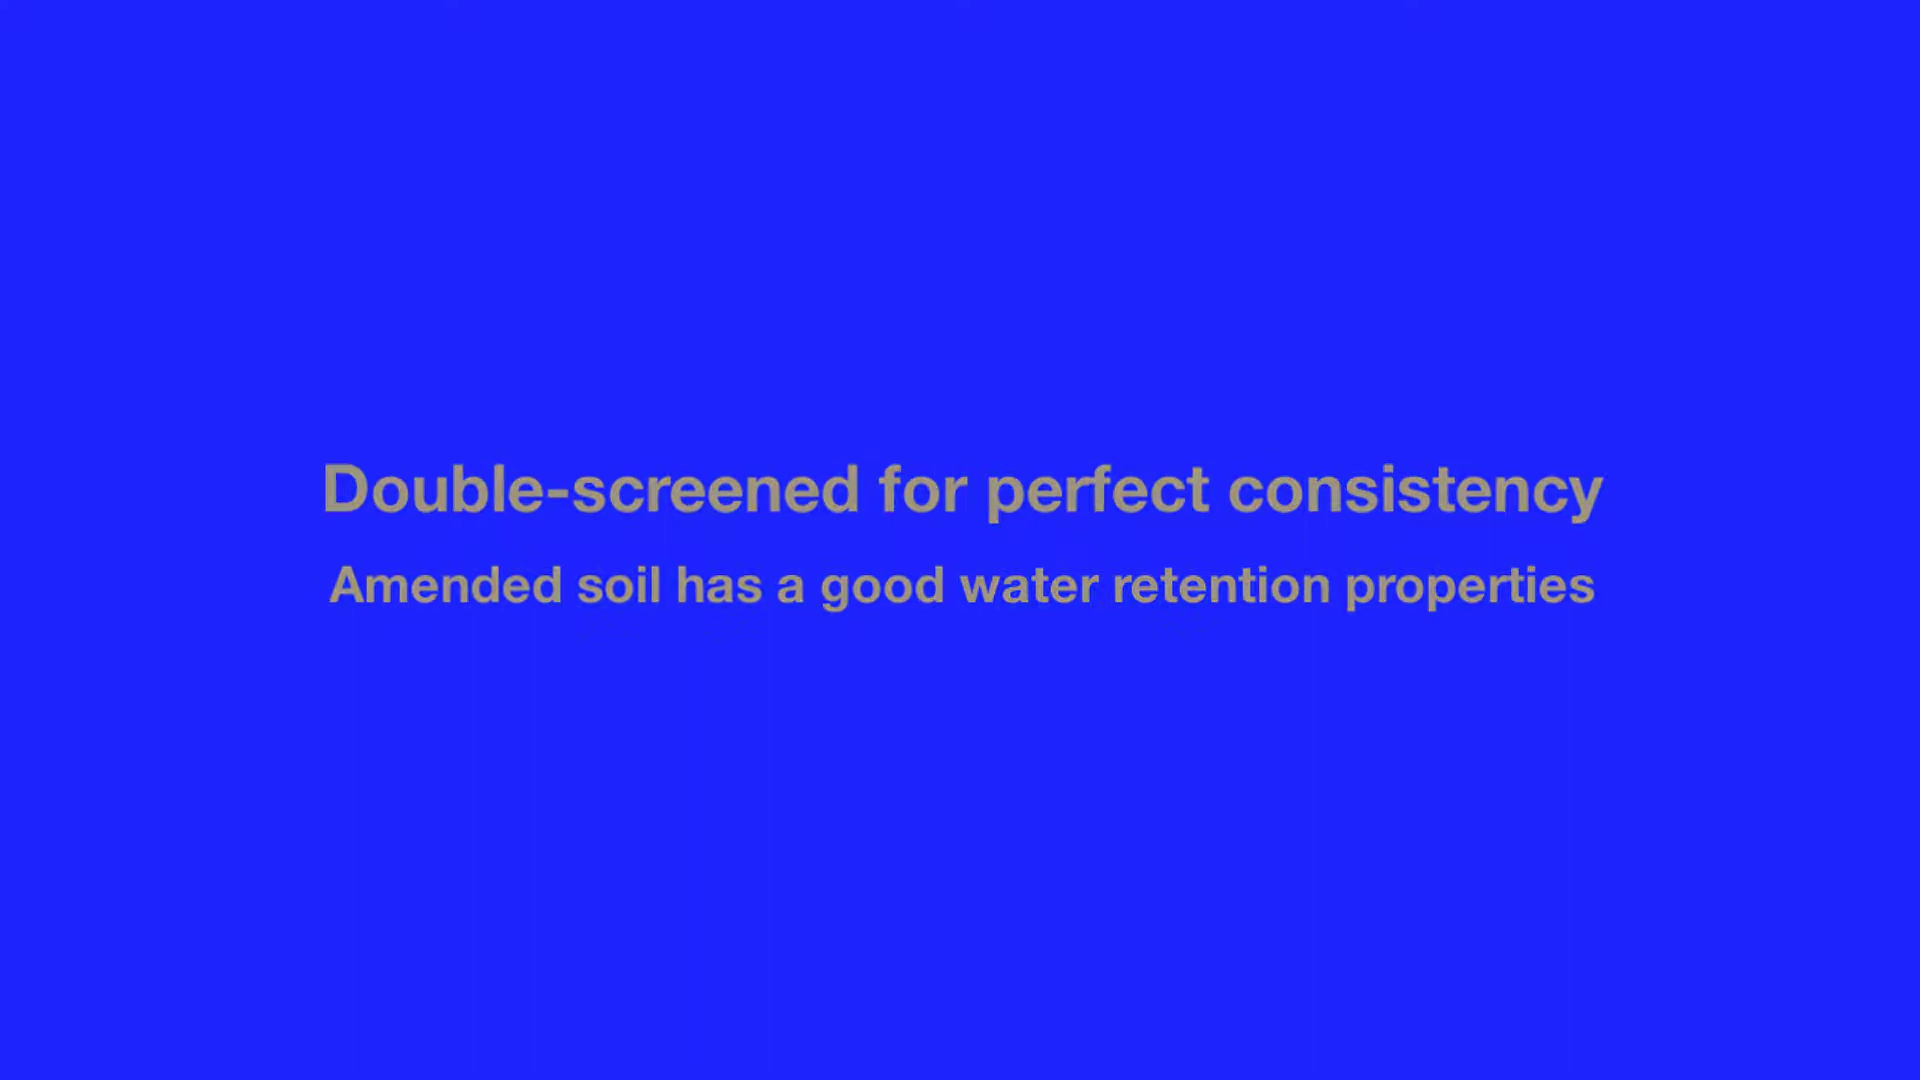 Double-screened for perfect consistency
Amended soil has a good water retention properties